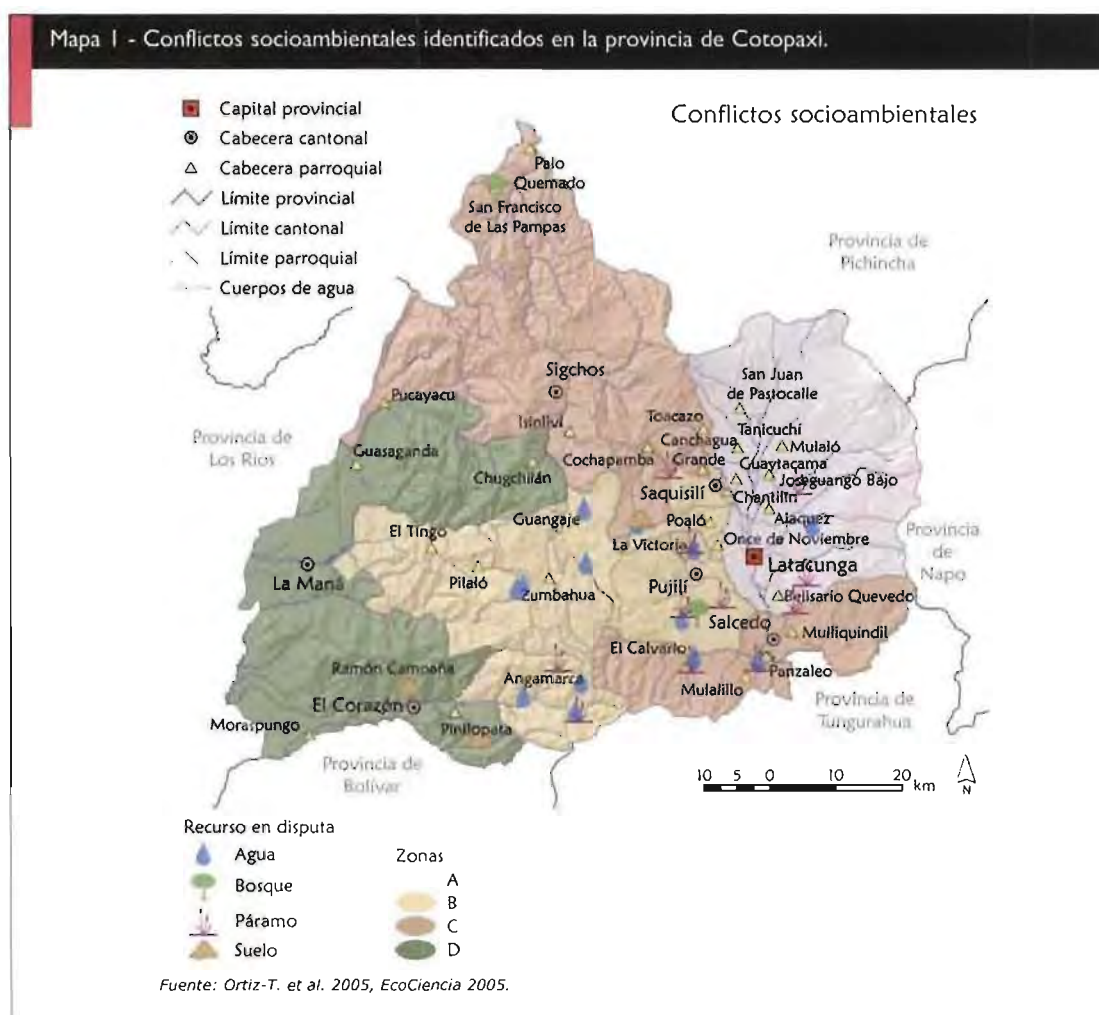 Mapa 1 - Conflictos socioambientales identificados en la provincia de Cotopaxi.
Conflictos socioambientales
Capital provincial
Cabecera cantonal
Cabecera parroquial
Límite provincial
Límite cantonal
Límite parroquial
Cuerpos de agua
Palo
Quemado
San Francisco
de Las Pampas
Provincia de
Pichincha
Sigchos
San Juan
de Pastocalle
Pucayacu
Isinliví
Toacazo
Tanicuchí
Mulaló
Provincia de
Los Ríos
Guasaganda
Cochapamba
Canchagua
Grande
Guaytacama
Joseguango Bajo
Chugchilán
Saquisilí
Chantilín
Guangaje
Poaló
Alaquez
El Tingo
La Victoria
Once de Noviembre
Provincia
de
Napo
La Maná
Pilaló
Zumbahua
Pujilí
Latacunga
Belisario Quevedo
Salcedo
Mulliquindil
El Calvario
Ramón Campaña
Angamarca
Panzaleo
Mulalillo
El Corazón
Moraspungo
Pinllopata
Provincia de
Tungurahua
Provincia de
Bolívar
10 5 0 10 20 km
N
Recurso en disputa
Agua
Bosque
Páramo
Suelo
Zonas
A
B
C
D
Fuente: Ortiz-T. et al. 2005, EcoCiencia 2005.